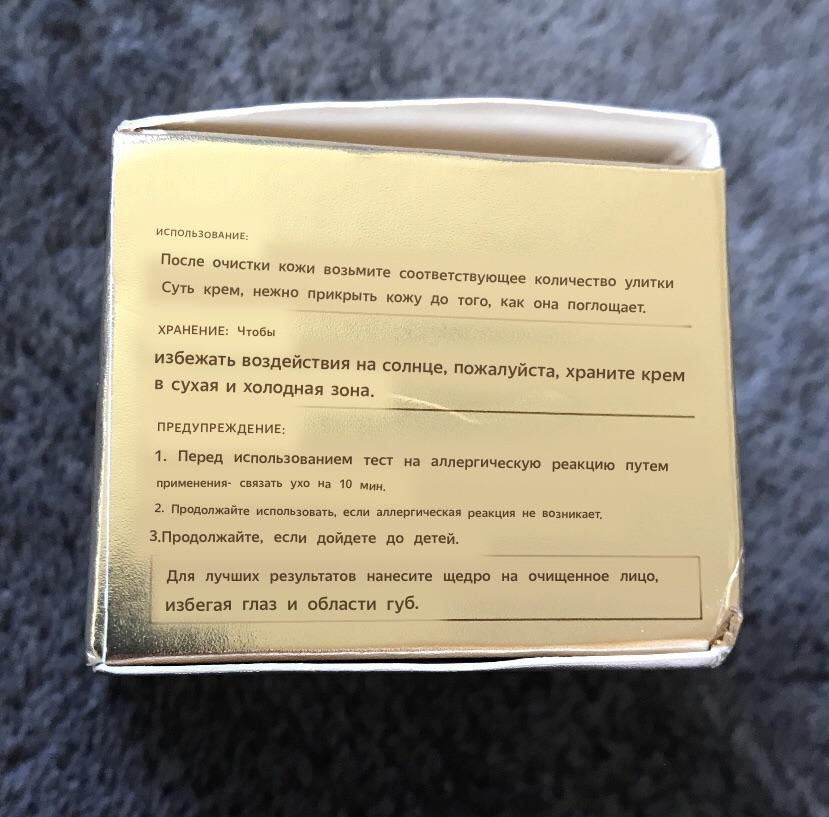 ИСПОЛЬЗОВАНИЕ:
После очистки кожи возьмите соответствующее количество улитки
Суть крем, нежно прикрыть кожу до того, как она поглощает.
ХРАНЕНИЕ: Чтобы
избежать воздействия на солнце, пожалуйста, храните крем
в сухая и холодная зона.
ПРЕДУПРЕЖДЕНИЕ:
1. Перед использованием тест на аллергическую реакцию путем
применения- связать ухо на 10 мин.
2. Продолжайте использовать, если аллергическая реакция не возникает.
3.Продолжайте, если дойдете до детей.
Для лучших результатов нанесите щедро на очищенное лицо,
избегая глаз и области губ.